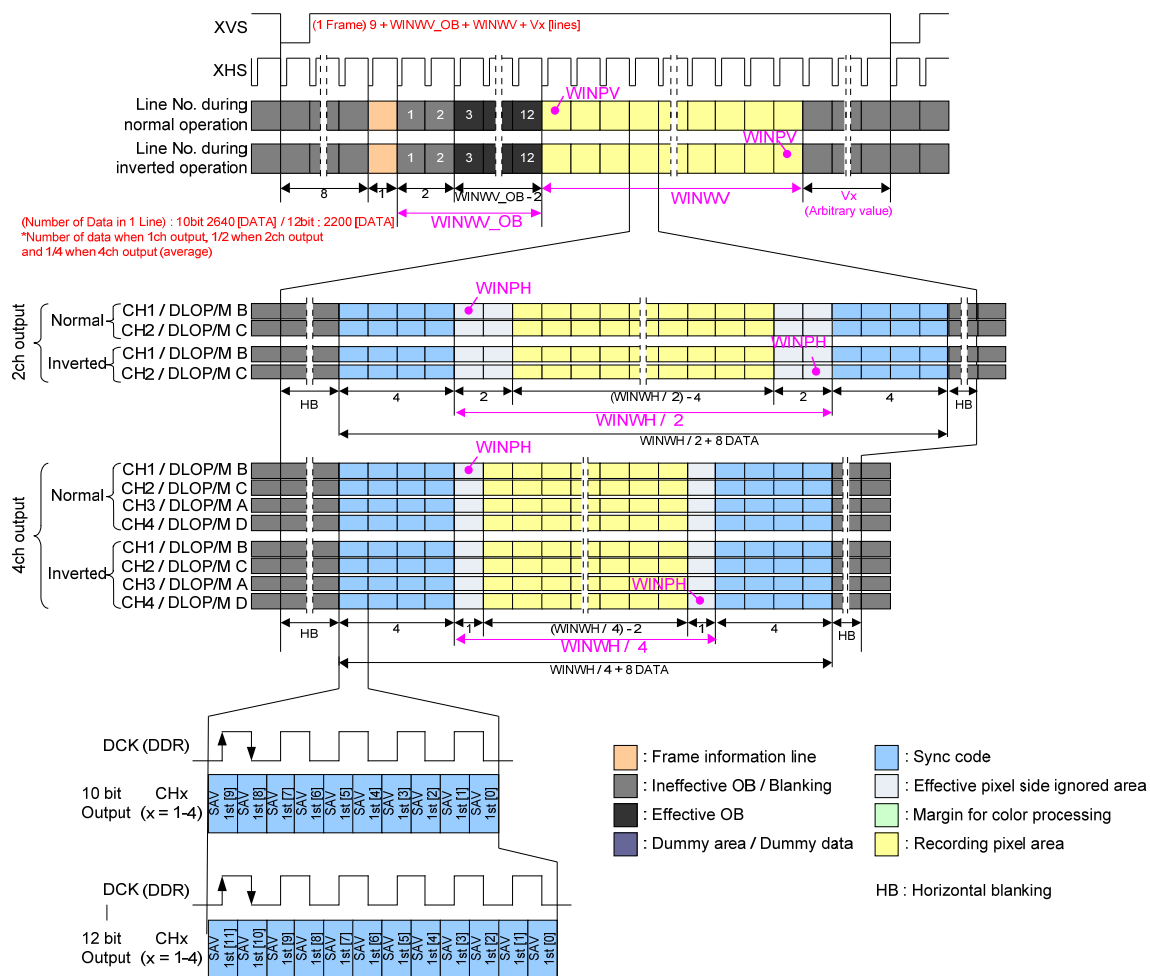 XVS
(1 Frame) 9 + WINWV_OB + WINWV + Vx [lines]
XHS
Line No. during
normal operation
1 2 3 12
WINPV
Line No. during
inverted operation
1 2 3 12
WINPV
8 1 2 WINWV_OB - 2 WINWV Vx
(Arbitrary value)
WINWV_OB
(Number of Data in 1 Line) : 10bit 2640 [DATA] / 12bit : 2200 [DATA]
*Number of data when 1ch output, 1/2 when 2ch output
and 1/4 when 4ch output (average)
2ch output
Normal
CH1 / DLOP/M B
CH2 / DLOP/M C
WINPH
Inverted
CH1 / DLOP/M B
CH2 / DLOP/M C
WINPH
HB 4 2 (WINWH / 2) - 4 2 4 HB
WINWH / 2
WINWH / 2 + 8 DATA
4ch output
Normal
CH1 / DLOP/M B
CH2 / DLOP/M C
CH3 / DLOP/M A
CH4 / DLOP/M D
WINPH
Inverted
CH1 / DLOP/M B
CH2 / DLOP/M C
CH3 / DLOP/M A
CH4 / DLOP/M D
WINPH
HB 4 1 (WINWH / 4) - 2 1 4 HB
WINWH / 4
WINWH / 4 + 8 DATA
DCK (DDR)
10 bit
Output
CHx
(x = 1-4)
SAV 1st [9]
SAV 1st [8]
SAV 1st [7]
SAV 1st [6]
SAV 1st [5]
SAV 1st [4]
SAV 1st [3]
SAV 1st [2]
SAV 1st [1]
SAV 1st [0]
DCK (DDR)
12 bit
Output
CHx
(x = 1-4)
SAV 1st [11]
SAV 1st [10]
SAV 1st [9]
SAV 1st [8]
SAV 1st [7]
SAV 1st [6]
SAV 1st [5]
SAV 1st [4]
SAV 1st [3]
SAV 1st [2]
SAV 1st [1]
SAV 1st [0]
: Frame information line
: Ineffective OB / Blanking
: Effective OB
: Dummy area / Dummy data
: Sync code
: Effective pixel side ignored area
: Margin for color processing
: Recording pixel area
HB : Horizontal blanking